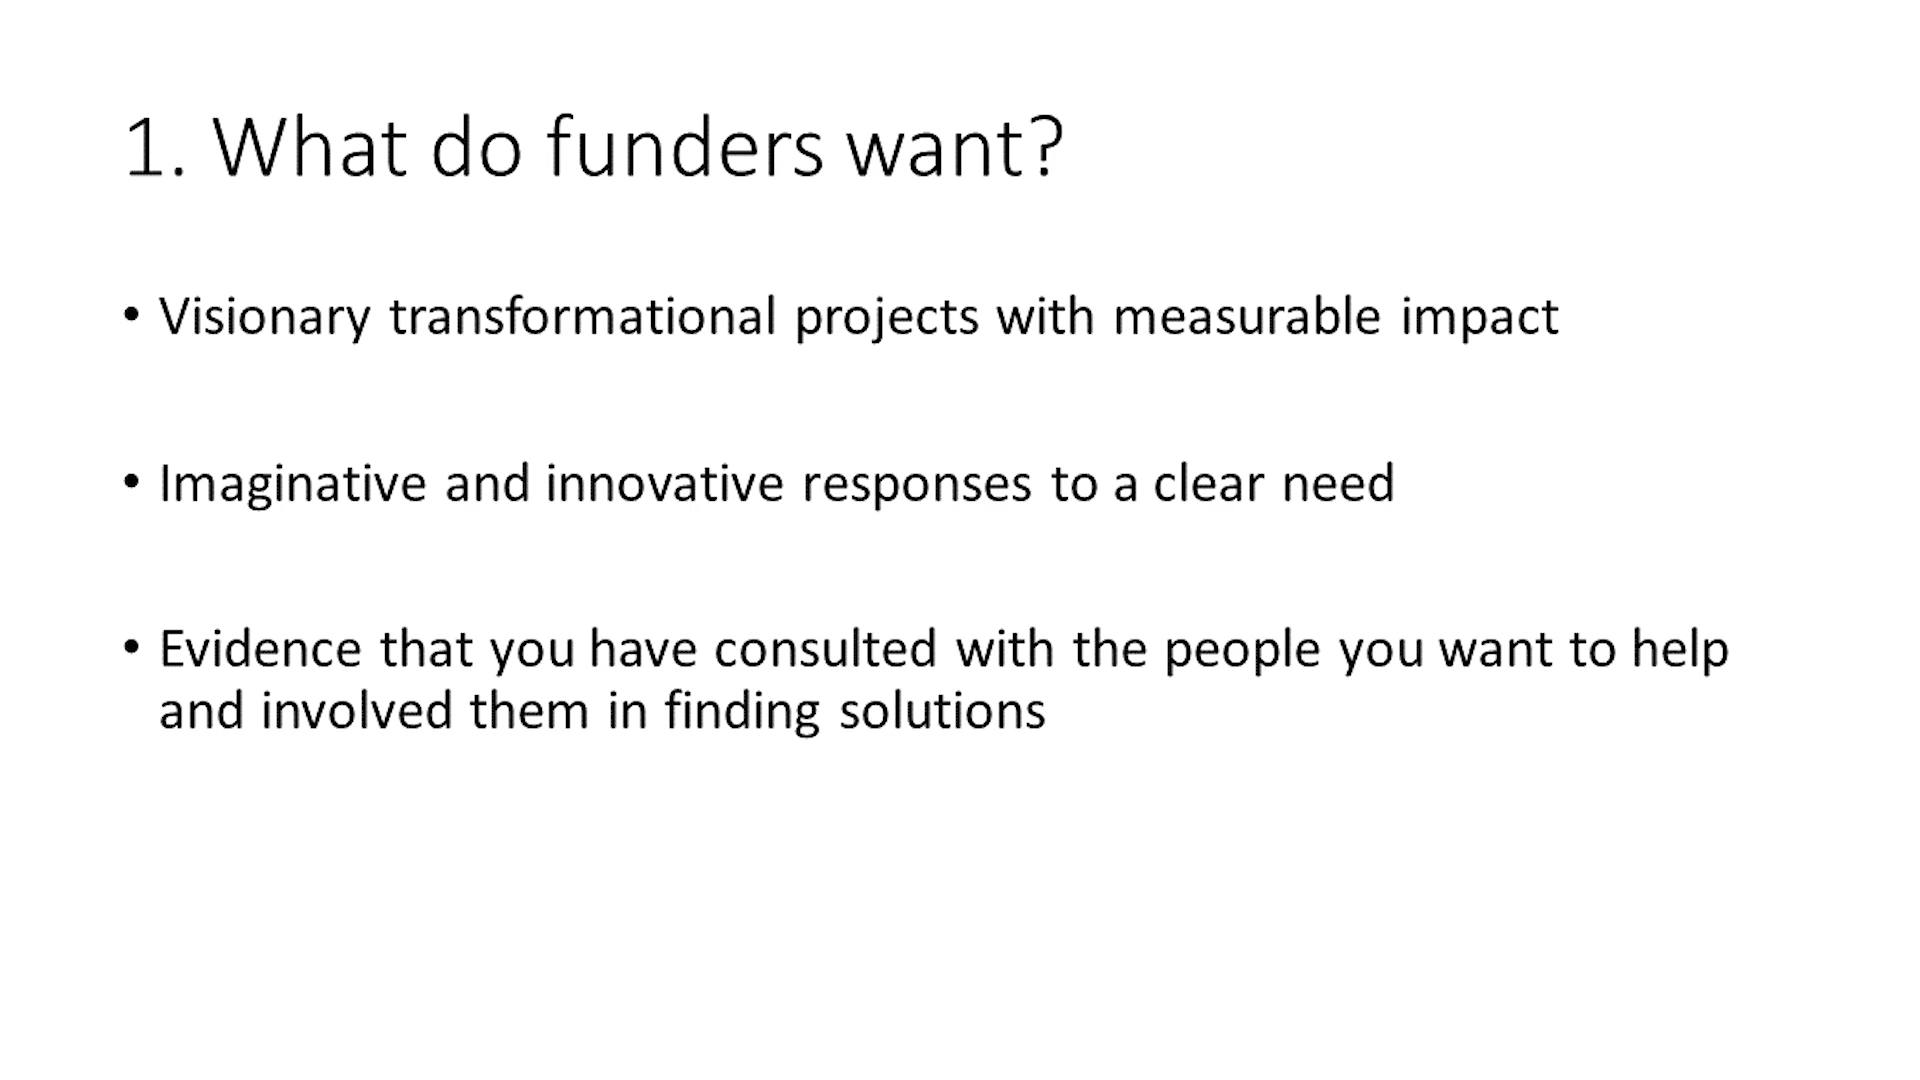 1. What do funders want?
• Visionary transformational projects with measurable impact
• Imaginative and innovative responses to a clear need
• Evidence that you have consulted with the people you want to help
and involved them in finding solutions